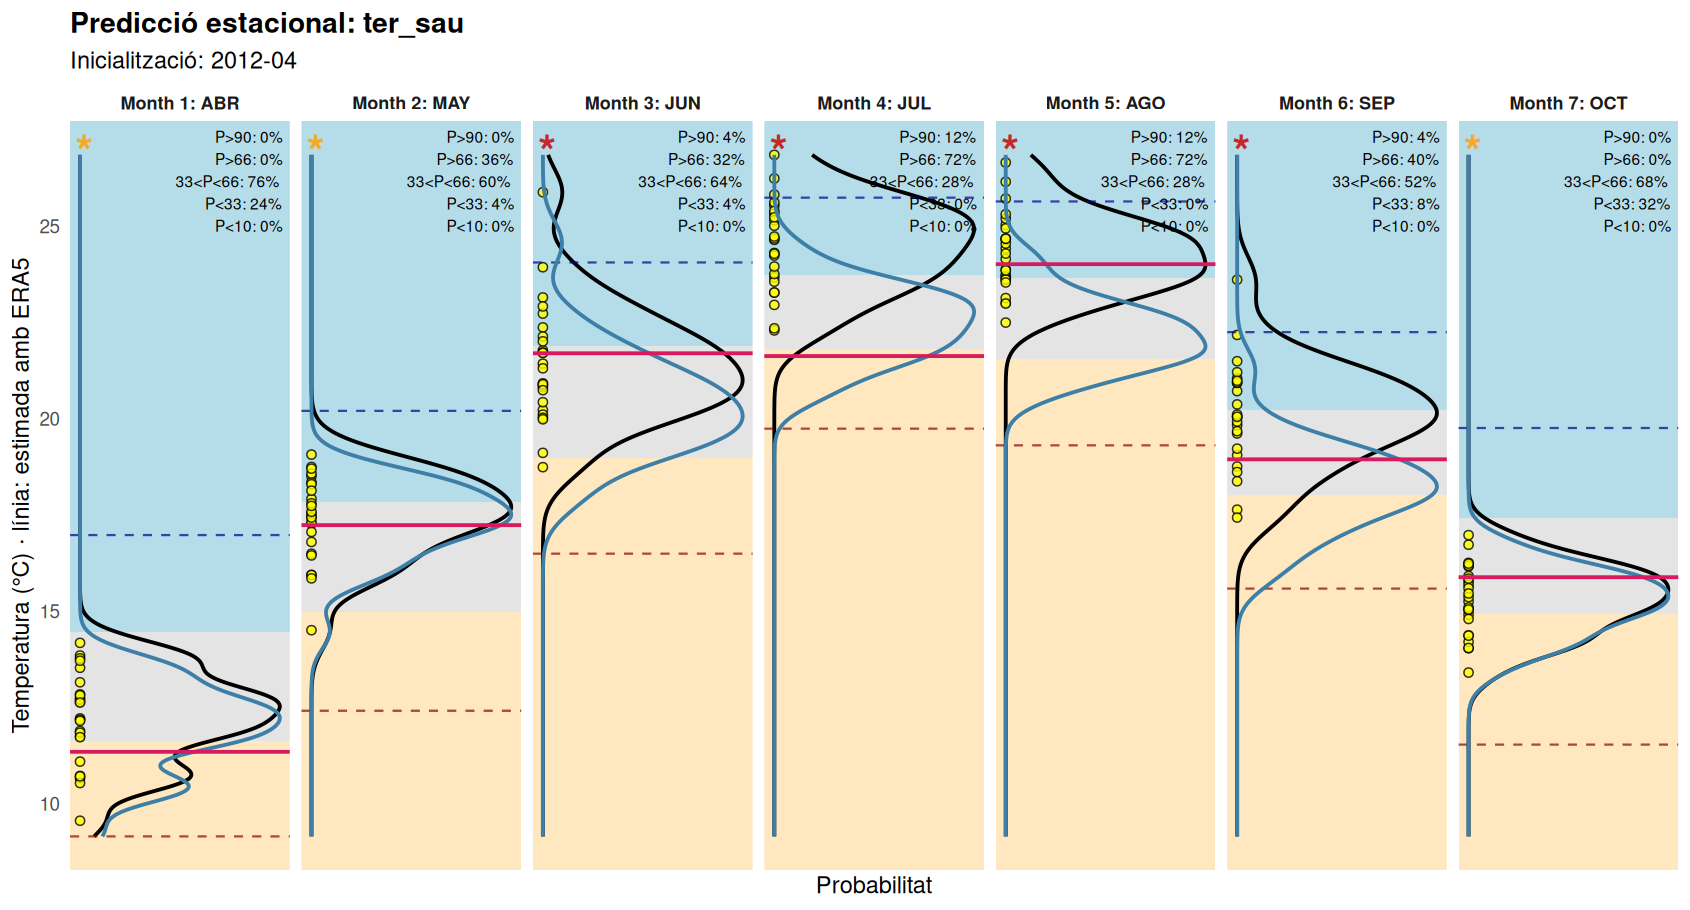 Predicció estacional: ter_sau
Inicialització: 2012-04
Month 1: ABR
P>90: 0%
P>66: 0%
33<P<66: 76%
P<33: 24%
P<10: 0%
Month 2: MAY
P>90: 0%
P>66: 36%
33<P<66: 60%
P<33: 4%
P<10: 0%
Month 3: JUN
P>90: 4%
P>66: 32%
33<P<66: 64%
P<33: 4%
P<10: 0%
Month 4: JUL
P>90: 12%
P>66: 72%
33<P<66: 28%
P<33: 0%
P<10: 0%
Month 5: AGO
P>90: 12%
P>66: 72%
33<P<66: 28%
P<33: 0%
P<10: 0%
Month 6: SEP
P>90: 4%
P>66: 40%
33<P<66: 52%
P<33: 8%
P<10: 0%
Month 7: OCT
P>90: 0%
P>66: 0%
33<P<66: 68%
P<33: 32%
P<10: 0%
Temperatura (°C) · línia: estimada amb ERA5
25
20
15
10
Probabilitat